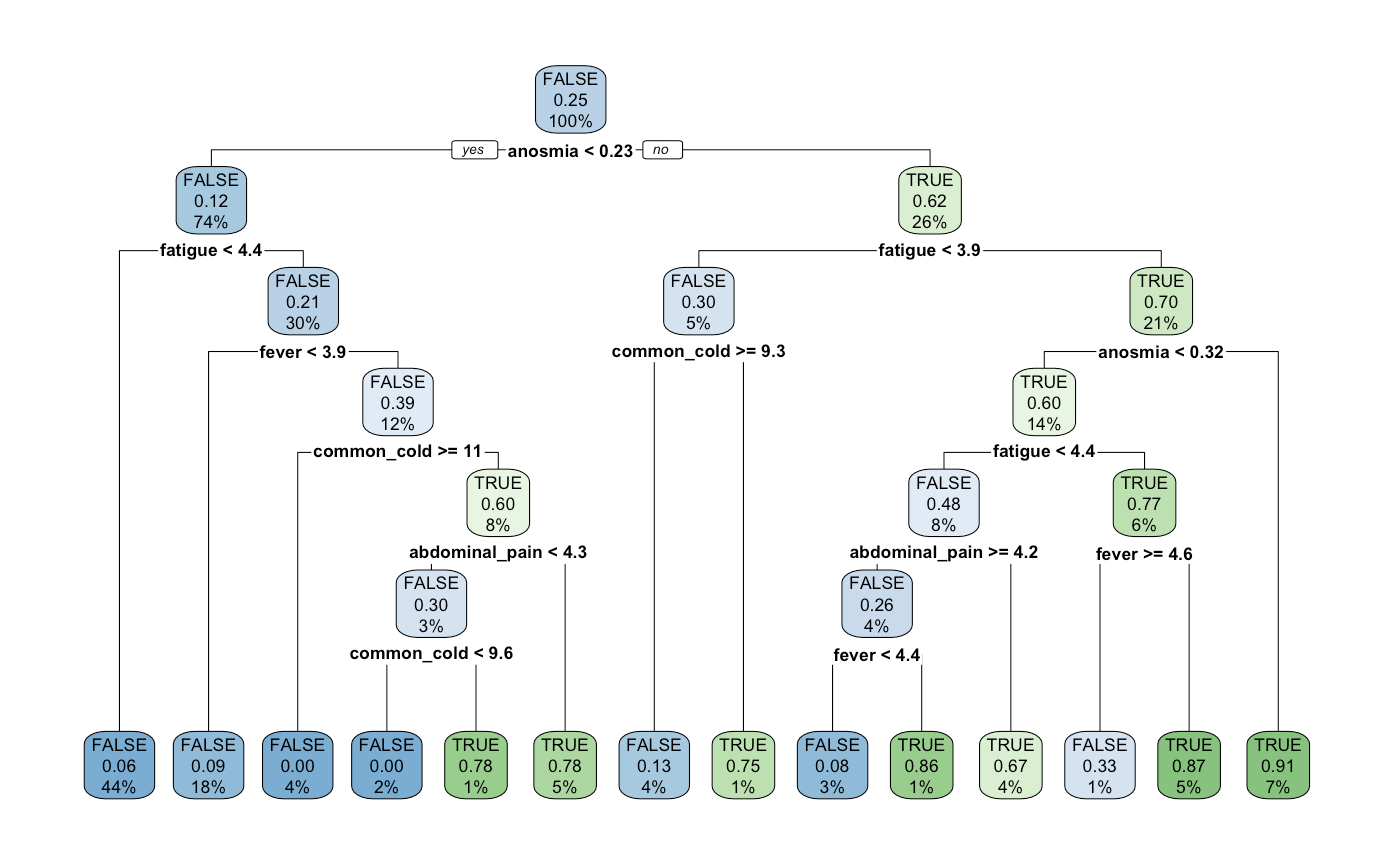 FALSE
0.25
100%
yes
anosmia < 0.23
no
FALSE
0.12
74%
TRUE
0.62
26%
fatigue < 4.4
fatigue < 3.9
FALSE
0.21
30%
FALSE
0.30
5%
TRUE
0.70
21%
fever < 3.9
common_cold >= 9.3
anosmia < 0.32
FALSE
0.39
12%
TRUE
0.60
14%
common_cold >= 11
fatigue < 4.4
TRUE
0.60
8%
FALSE
0.48
8%
TRUE
0.77
6%
abdominal_pain < 4.3
abdominal_pain >= 4.2
fever >= 4.6
FALSE
0.30
3%
FALSE
0.26
4%
common_cold < 9.6
fever < 4.4
FALSE
0.06
44%
FALSE
0.09
18%
FALSE
0.00
4%
FALSE
0.00
2%
TRUE
0.78
1%
TRUE
0.78
5%
FALSE
0.13
4%
TRUE
0.75
1%
FALSE
0.08
3%
TRUE
0.86
1%
TRUE
0.67
4%
FALSE
0.33
1%
TRUE
0.87
5%
TRUE
0.91
7%